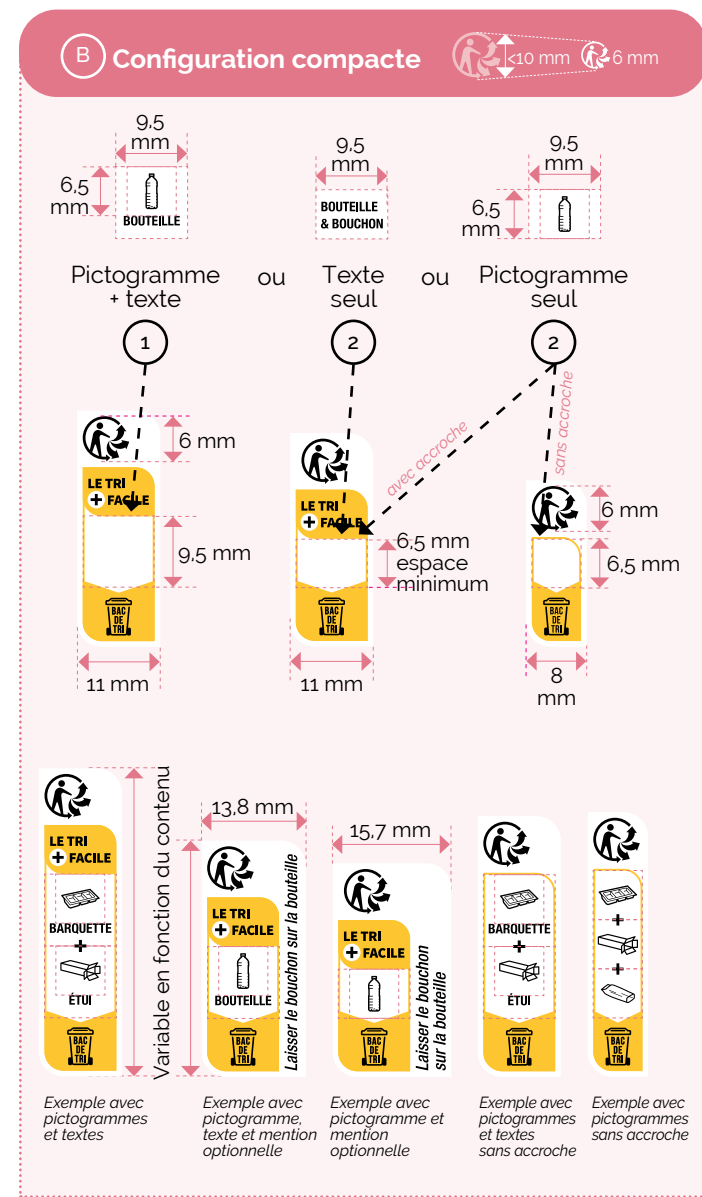 B Configuration compacte <10 mm 6 mm
9,5 mm
9,5 mm
9,5 mm
6,5 mm
BOUTEILLE
BOUTEILLE
& BOUCHON
6,5 mm
Pictogramme
+ texte
ou
Texte
seul
ou
Pictogramme
seul
1
2
2
avec accroche
sans accroche
6 mm
LE TRI
+ FACILE
9,5 mm
BAC
DE
TRI
11 mm
LE TRI
+ FACILE
6,5 mm
espace
minimum
BAC
DE
TRI
11 mm
6 mm
6,5 mm
BAC
DE
TRI
8
mm
LE TRI
+ FACILE
BARQUETTE
+
ÉTUI
BAC
DE
TRI
Variable en fonction du contenu
13,8 mm
LE TRI
+ FACILE
BOUTEILLE
BAC
DE
TRI
Laisser le bouchon sur la bouteille
15,7 mm
LE TRI
+ FACILE
BAC
DE
TRI
Laisser le bouchon
sur la bouteille
BARQUETTE
+
ÉTUI
BAC
DE
TRI
+
+
BAC
DE
TRI
Exemple avec
pictogrammes
et textes
Exemple avec
pictogramme,
texte et mention
optionnelle
Exemple avec
pictogramme et
mention
optionnelle
Exemple avec
pictogrammes
et textes
sans accroche
Exemple avec
pictogrammes
sans accroche